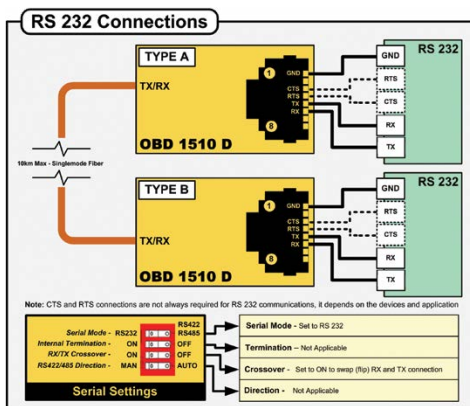 RS 232 Connections
TYPE A
TX/RX
1
GND
CTS
RTS
TX
RX
8
OBD 1510 D
RS 232
GND
RTS
CTS
RX
TX
10km Max - Singlemode Fiber
TYPE B
TX/RX
1
GND
CTS
RTS
TX
RX
8
OBD 1510 D
RS 232
GND
RTS
CTS
RX
TX
Note: CTS and RTS connections are not always required for RS 232 communications, it depends on the devices and application
RS422
Serial Mode - RS232 RS485
Internal Termination - ON OFF
RX/TX Crossover - ON OFF
RS422/485 Direction - MAN AUTO
Serial Settings
Serial Mode - Set to RS 232
Termination – Not Applicable
Crossover - Set to ON to swap (flip) RX and TX connection
Direction - Not Applicable